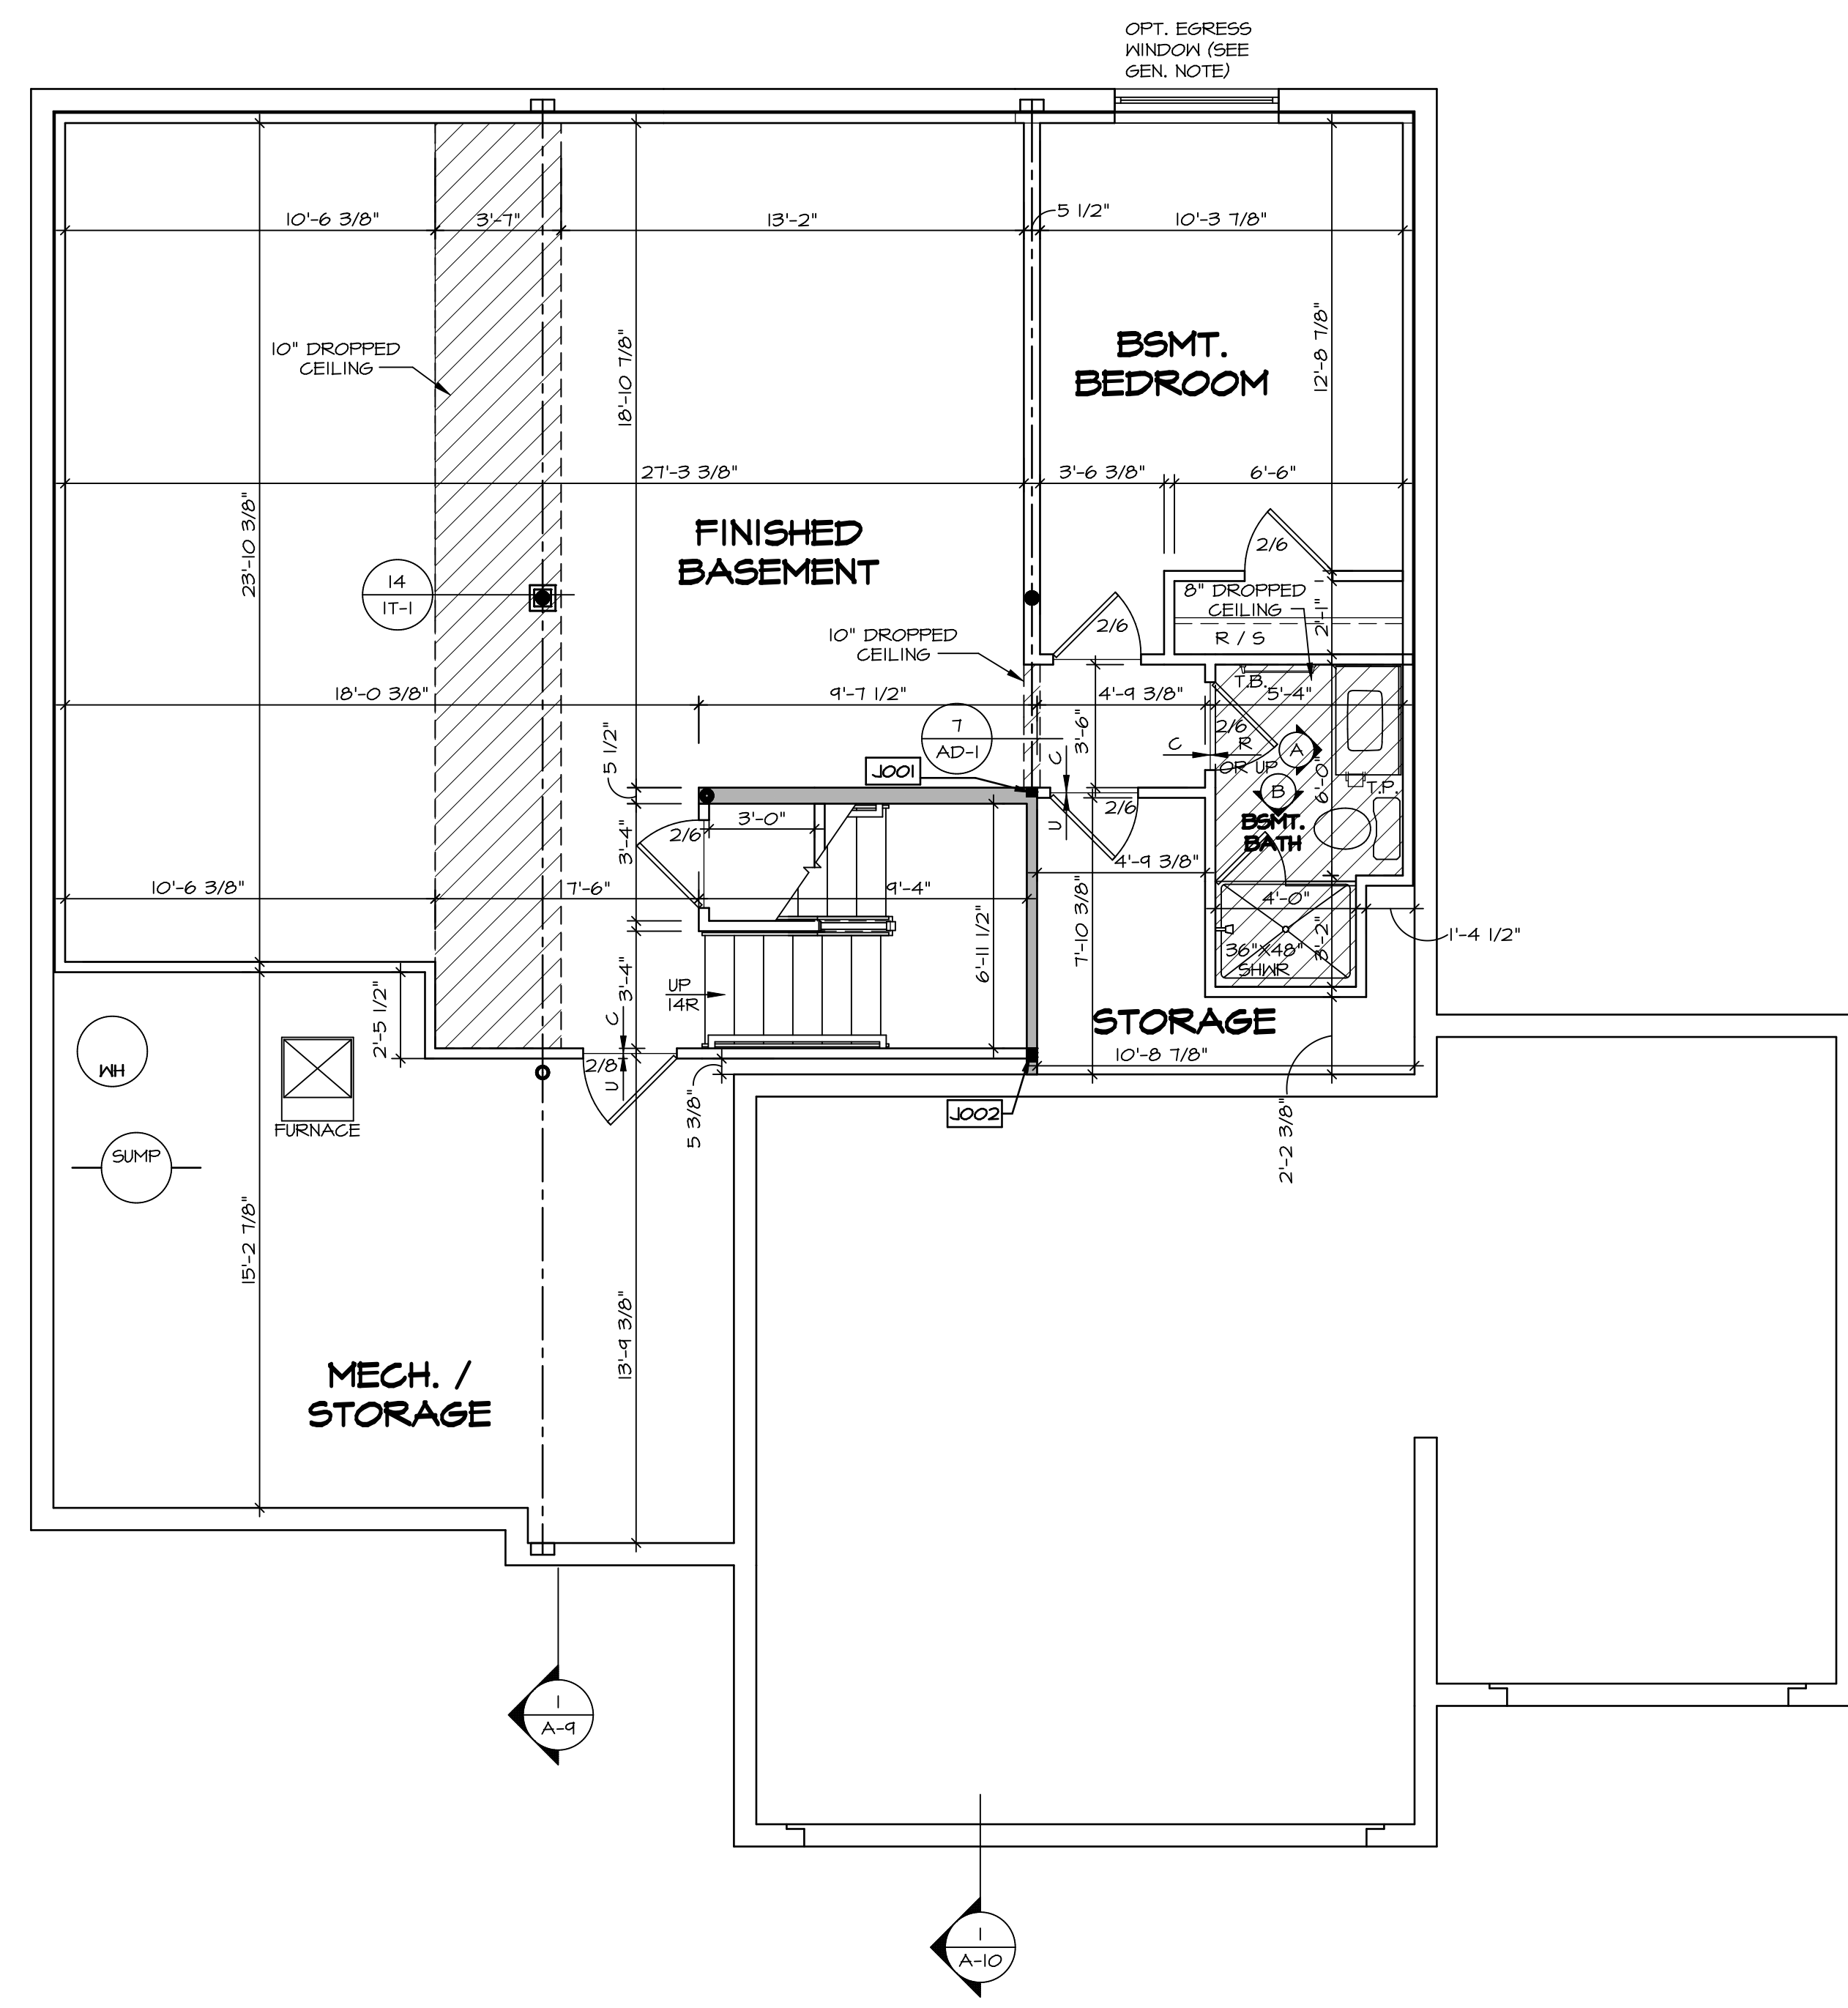 OPT. EGRESS
WINDOW (SEE
GEN. NOTE)
10'-6 3/8"
3'-7"
13'-2"
5 1/2"
10'-3 7/8"
10" DROPPED
CEILING
18'-10 7/8"
BSMT.
BEDROOM
12'-8 7/8"
27'-3 3/8"
3'-6 3/8"
6'-6"
23'-10 3/8"
FINISHED
BASEMENT
2/6
14
IT-1
8" DROPPED
CEILING
2'-1"
R / S
10" DROPPED
CEILING
2/6
18'-0 3/8"
9'-7 1/2"
4'-9 3/8"
T.B.
5'-4"
5 1/2"
7
AD-1
3'-6"
C
2/6
C
R
A
OR UP
J001
B
6'-0"
T.P.
U
2/6
3'-4"
2/6
3'-0"
BSMT.
BATH
4'-9 3/8"
10'-6 3/8"
7'-6"
9'-4"
4'-0"
1'-4 1/2"
6'-11 1/2"
7'-10 3/8"
3'-2"
36"X48"
SHWR
2'-5 1/2"
3'-4"
UP
14R
C
STORAGE
10'-8 7/8"
WH
2/8
U
5 3/8"
J002
2'-2 3/8"
FURNACE
SUMP
15'-2 7/8"
13'-9 3/8"
MECH. /
STORAGE
1
A-9
1
A-10